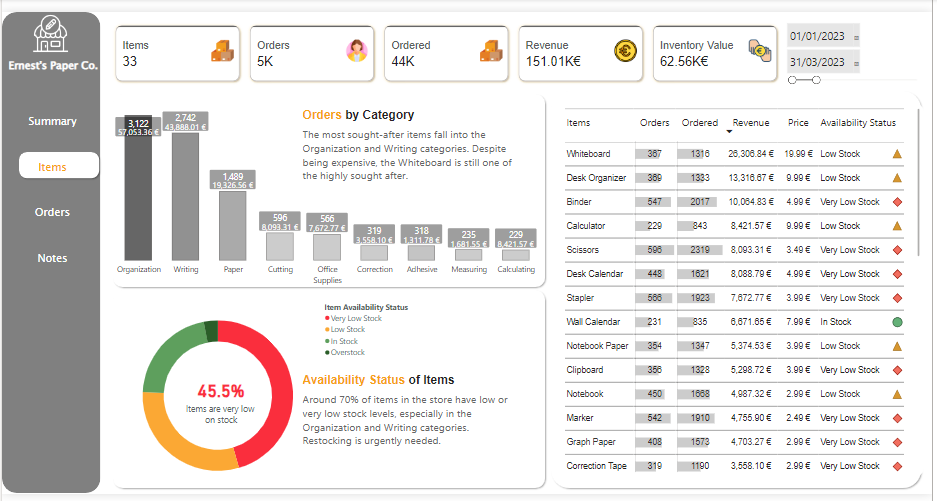 Ernest's Paper Co.
Summary
Items
Orders
Notes
Items
33
Orders
5K
Ordered
44K
Revenue
151.01K€
Inventory Value
62.56K€
01/01/2023
31/03/2023
Orders by Category
The most sought-after items fall into the
Organization and Writing categories. Despite
being expensive, the Whiteboard is still one of
the highly sought after.
3,122
57,053.36 €
2,742
43,888.01 €
1,489
19,326.56 €
596
8,093.31 €
566
7,672.77 €
319
3,558.10 €
318
1,311.78 €
235
1,681.55 €
229
8,421.57 €
Organization
Writing
Paper
Cutting
Office
Supplies
Correction
Adhesive
Measuring
Calculating
Item Availability Status
Very Low Stock
Low Stock
In Stock
Overstock
45.5%
Items are very low
on stock
Availability Status of Items
Around 70% of items in the store have low or
very low stock levels, especially in the
Organization and Writing categories.
Restocking is urgently needed.
Items Orders Ordered Revenue Price Availability Status
Whiteboard 367 1316 26,306.84 € 19.99 € Low Stock
Desk Organizer 369 1333 13,316.67 € 9.99 € Low Stock
Binder 547 2017 10,064.83 € 4.99 € Very Low Stock
Calculator 229 843 8,421.57 € 9.99 € Low Stock
Scissors 596 2319 8,093.31 € 3.49 € Very Low Stock
Desk Calendar 448 1621 8,088.79 € 4.99 € Very Low Stock
Stapler 566 1923 7,672.77 € 3.99 € Very Low Stock
Wall Calendar 231 835 6,671.65 € 7.99 € In Stock
Notebook Paper 354 1347 5,374.53 € 3.99 € Low Stock
Clipboard 356 1328 5,298.72 € 3.99 € Very Low Stock
Notebook 450 1668 4,987.32 € 2.99 € Low Stock
Marker 542 1910 4,755.90 € 2.49 € Very Low Stock
Graph Paper 408 1573 4,703.27 € 2.99 € Very Low Stock
Correction Tape 319 1190 3,558.10 € 2.99 € Very Low Stock